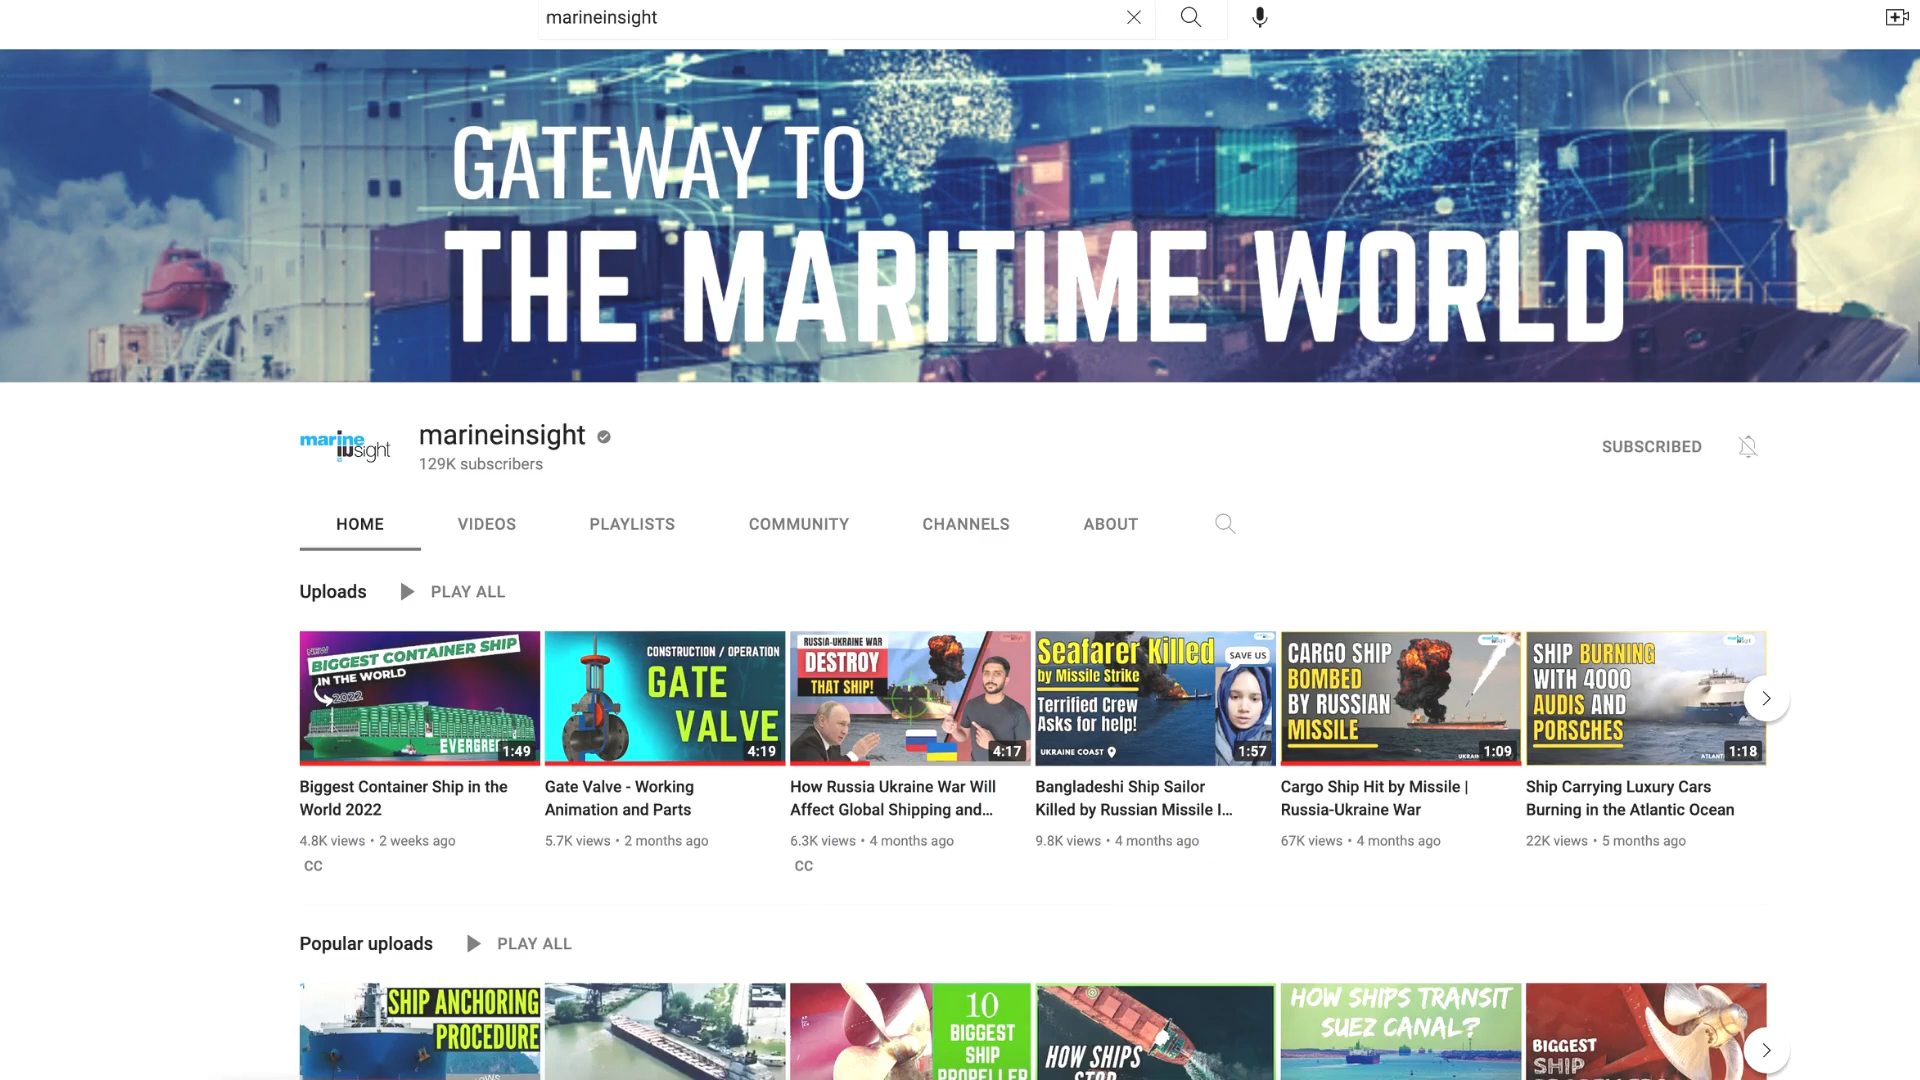 marineinsight
GATEWAY TO
THE MARITIME WORLD
marine
insight
marineinsight
129K subscribers
SUBSCRIBED
HOME
VIDEOS
PLAYLISTS
COMMUNITY
CHANNELS
ABOUT
Uploads
PLAY ALL
NEW
BIGGEST CONTAINER SHIP
IN THE WORLD
2022
EVERGRE
1:49
CONSTRUCTION / OPERATION
GATE
VALVE
4:19
RUSSIA-UKRAINE WAR
DESTROY
THAT SHIP!
4:17
Seafarer Killed
by Missile Strike
Terrified Crew
Asks for help!
UKRAINE COAST
SAVE US
1:57
CARGO SHIP
BOMBED
BY RUSSIAN
MISSILE
UKRAIN
1:09
SHIP BURNING
WITH 4000
AUDIS AND
PORSCHES
ATLANT
1:18
Biggest Container Ship in the
World 2022
4.8K views • 2 weeks ago
CC
Gate Valve - Working
Animation and Parts
5.7K views • 2 months ago
How Russia Ukraine War Will
Affect Global Shipping and...
6.3K views • 4 months ago
CC
Bangladeshi Ship Sailor
Killed by Russian Missile I...
9.8K views • 4 months ago
Cargo Ship Hit by Missile |
Russia-Ukraine War
67K views • 4 months ago
Ship Carrying Luxury Cars
Burning in the Atlantic Ocean
22K views • 5 months ago
Popular uploads
PLAY ALL
SHIP ANCHORING
PROCEDURE
10
BIGGEST
SHIP
PROPELLER
HOW SHIPS
STOP
HOW SHIPS TRANSIT
SUEZ CANAL?
BIGGEST
SHIP